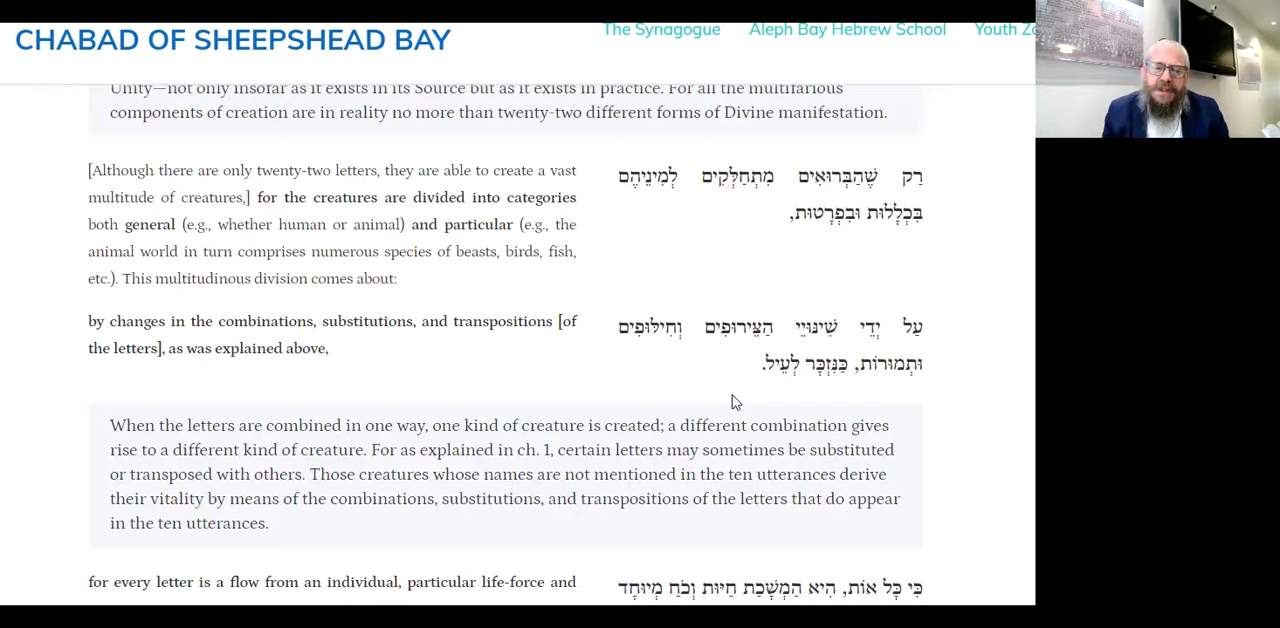 CHABAD OF SHEEPSHEAD BAY
The Synagogue
Aleph Bay Hebrew School
Youth Zo
Unity—not only insofar as it exists in its Source but as it exists in practice. For all the multifarious
components of creation are in reality no more than twenty-two different forms of Divine manifestation.
[Although there are only twenty-two letters, they are able to create a vast
multitude of creatures,] for the creatures are divided into categories
both general (e.g., whether human or animal) and particular (e.g., the
animal world in turn comprises numerous species of beasts, birds, fish,
etc.). This multitudinous division comes about:
רַק שֶׁהַבְּרוּאִים מִתְחַלְּקִים לְמִינֵיהֶם
בִּכְלָלוּת וּבִפְרָטוּת,
by changes in the combinations, substitutions, and transpositions [of
the letters], as was explained above,
עַל יְדֵי שִׁינּוּיֵי הַצֵּירוּפִים וְחִילּוּפִים
וּתְמוּרוֹת, כַּנִּזְכָּר לְעֵיל.
When the letters are combined in one way, one kind of creature is created; a different combination gives
rise to a different kind of creature. For as explained in ch. 1, certain letters may sometimes be substituted
or transposed with others. Those creatures whose names are not mentioned in the ten utterances derive
their vitality by means of the combinations, substitutions, and transpositions of the letters that do appear
in the ten utterances.
for every letter is a flow from an individual, particular life-force and
כִּי כָּל אוֹת, הִיא הַמְשָׁכַת חַיּוּת וְכֹחַ מְיוּחָד